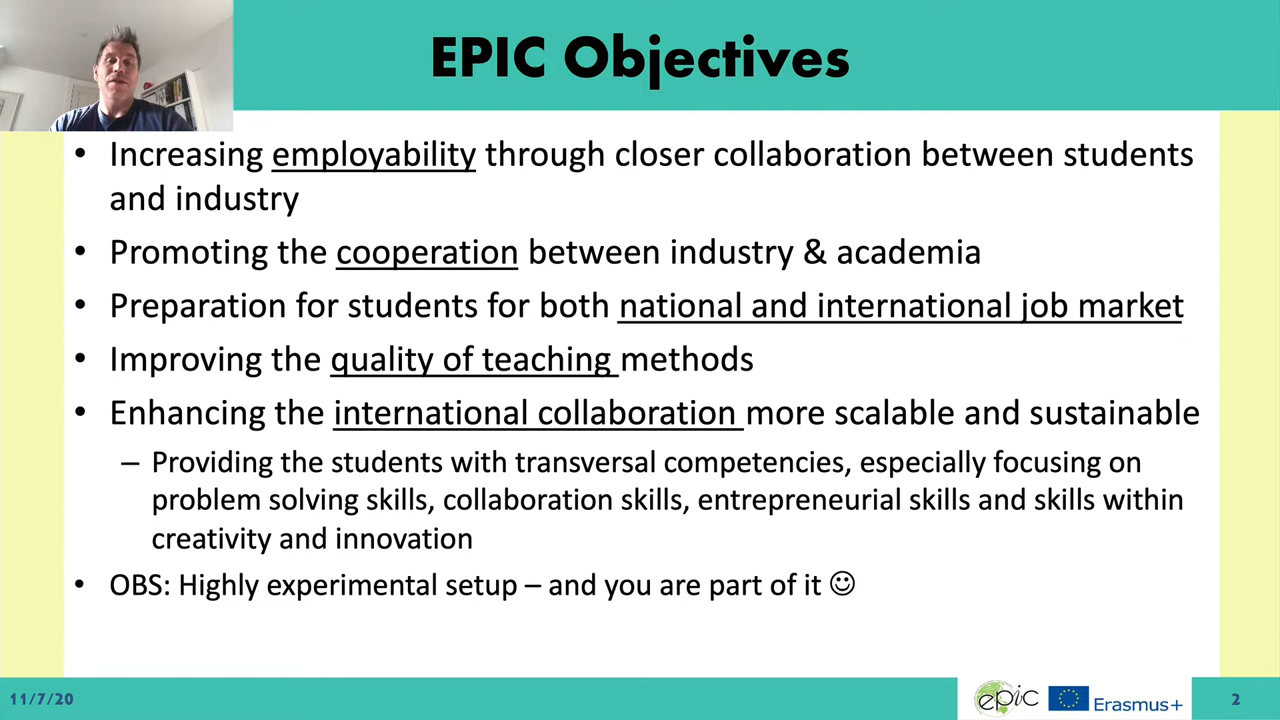 EPIC Objectives
• Increasing employability through closer collaboration between students
and industry
• Promoting the cooperation between industry & academia
• Preparation for students for both national and international job market
• Improving the quality of teaching methods
• Enhancing the international collaboration more scalable and sustainable
– Providing the students with transversal competencies, especially focusing on
problem solving skills, collaboration skills, entrepreneurial skills and skills within
creativity and innovation
• OBS: Highly experimental setup – and you are part of it ☺
11/7/20
epic
Erasmus+
2